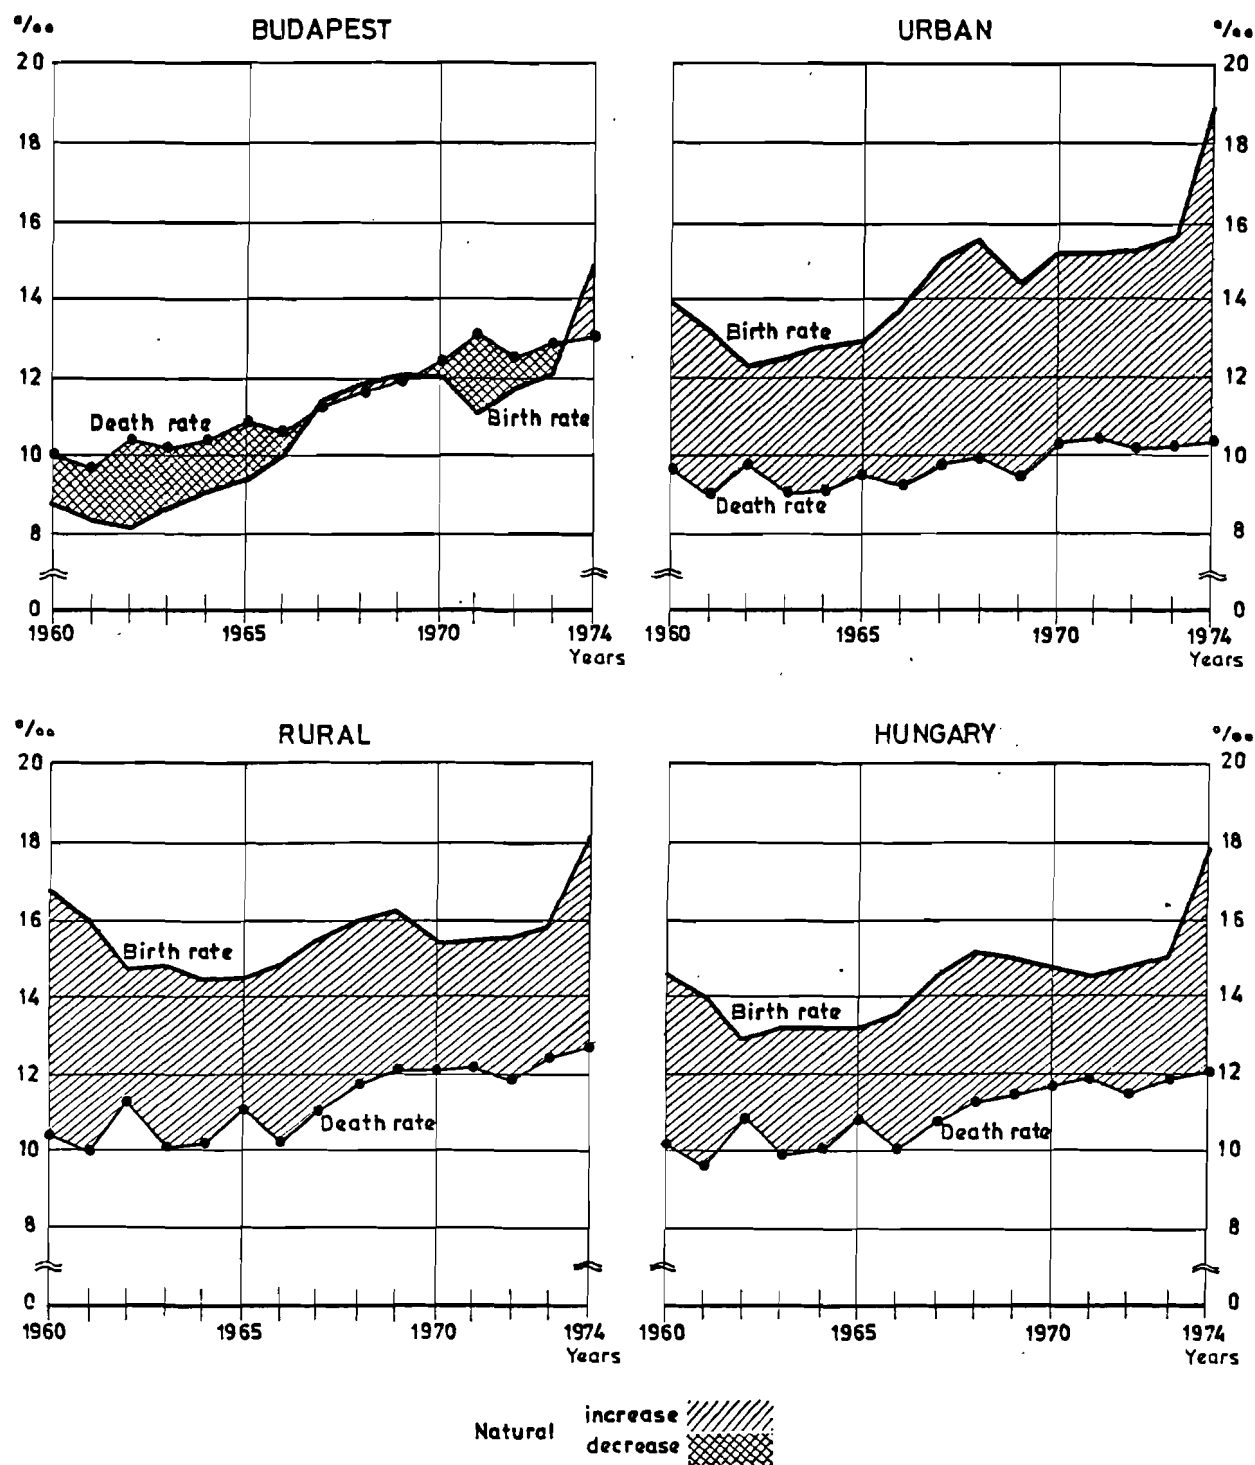 BUDAPEST
°/oo
20
18
16
14
12
10
8
0
Death rate
Birth rate
1960 1965 1970 1974
Years
URBAN
°/oo
20
18
16
14
12
10
8
0
Birth rate
Death rate
1960 1965 1970 1974
Years
RURAL
°/oo
20
18
16
14
12
10
8
0
Birth rate
Death rate
1960 1965 1970 1974
Years
HUNGARY
°/oo
20
18
16
14
12
10
8
0
Birth rate
Death rate
1960 1965 1970 1974
Years
Natural
increase
decrease